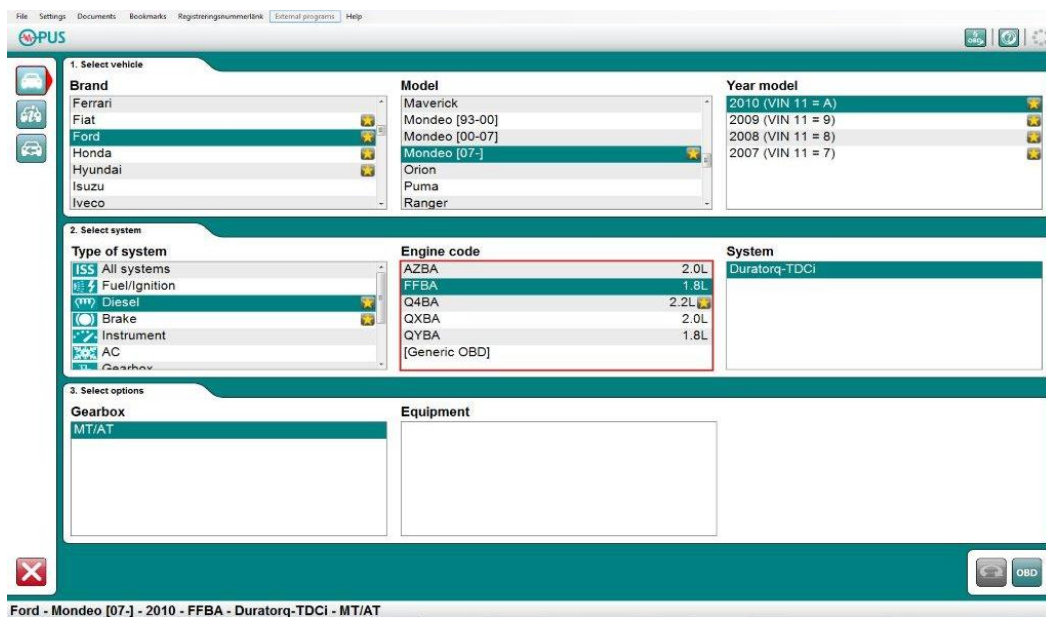 File Settings Documents Bookmarks Registreringsnummerlänk External programs Help
OPUS
OBD
1. Select vehicle
Brand Model Year model
Ferrari Maverick 2010 (VIN 11 = A)
Fiat Mondeo [93-00] 2009 (VIN 11 = 9)
Ford Mondeo [00-07] 2008 (VIN 11 = 8)
Honda Mondeo [07-] 2007 (VIN 11 = 7)
Hyundai Orion
Isuzu Puma
Iveco Ranger
2. Select system
Type of system Engine code System
ISS All systems AZBA 2.0L Duratorq-TDCi
Fuel/Ignition FFBA 1.8L
Diesel Q4BA 2.2L
Brake QXBA 2.0L
Instrument QYBA 1.8L
AC [Generic OBD]
Gearbox
3. Select options
Gearbox Equipment
MT/AT
OBD
Ford - Mondeo [07-] - 2010 - FFBA - Duratorq-TDCi - MT/AT